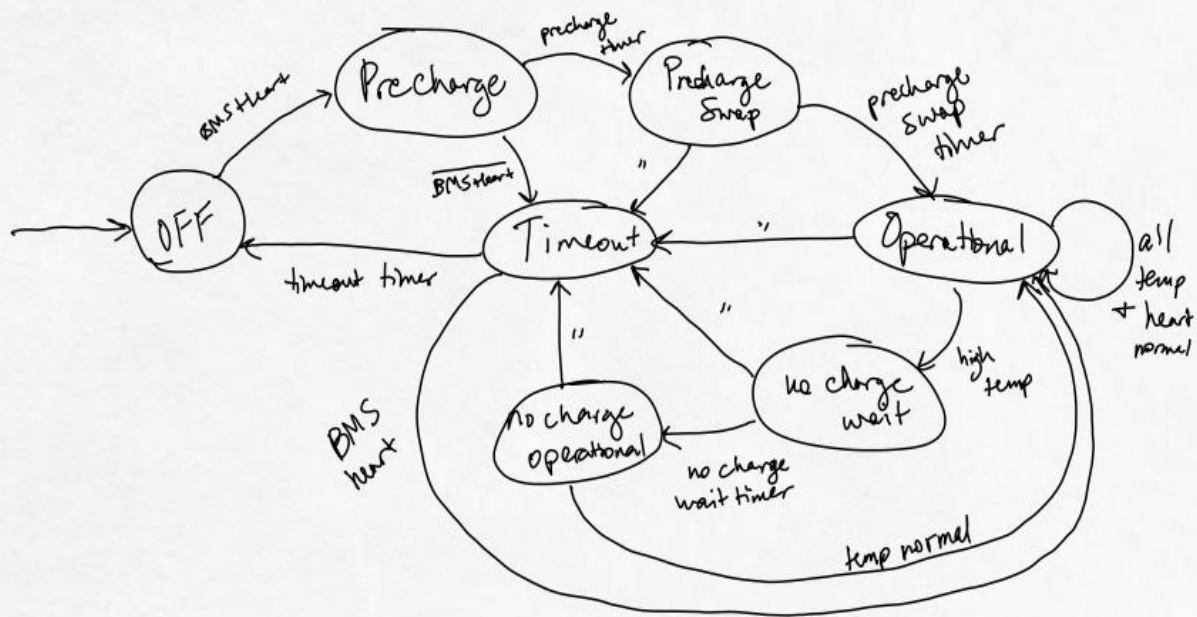 precharge
timer
BMS+heart
Precharge
Precharge
Swap
precharge
swap
timer
BMS+heart
"
OFF
Timeout
"
Operational
all
temp
+ heart
normal
timeout timer
"
"
high
temp
no charge
wait
no charge
operational
BMS
heart
no charge
wait timer
temp normal